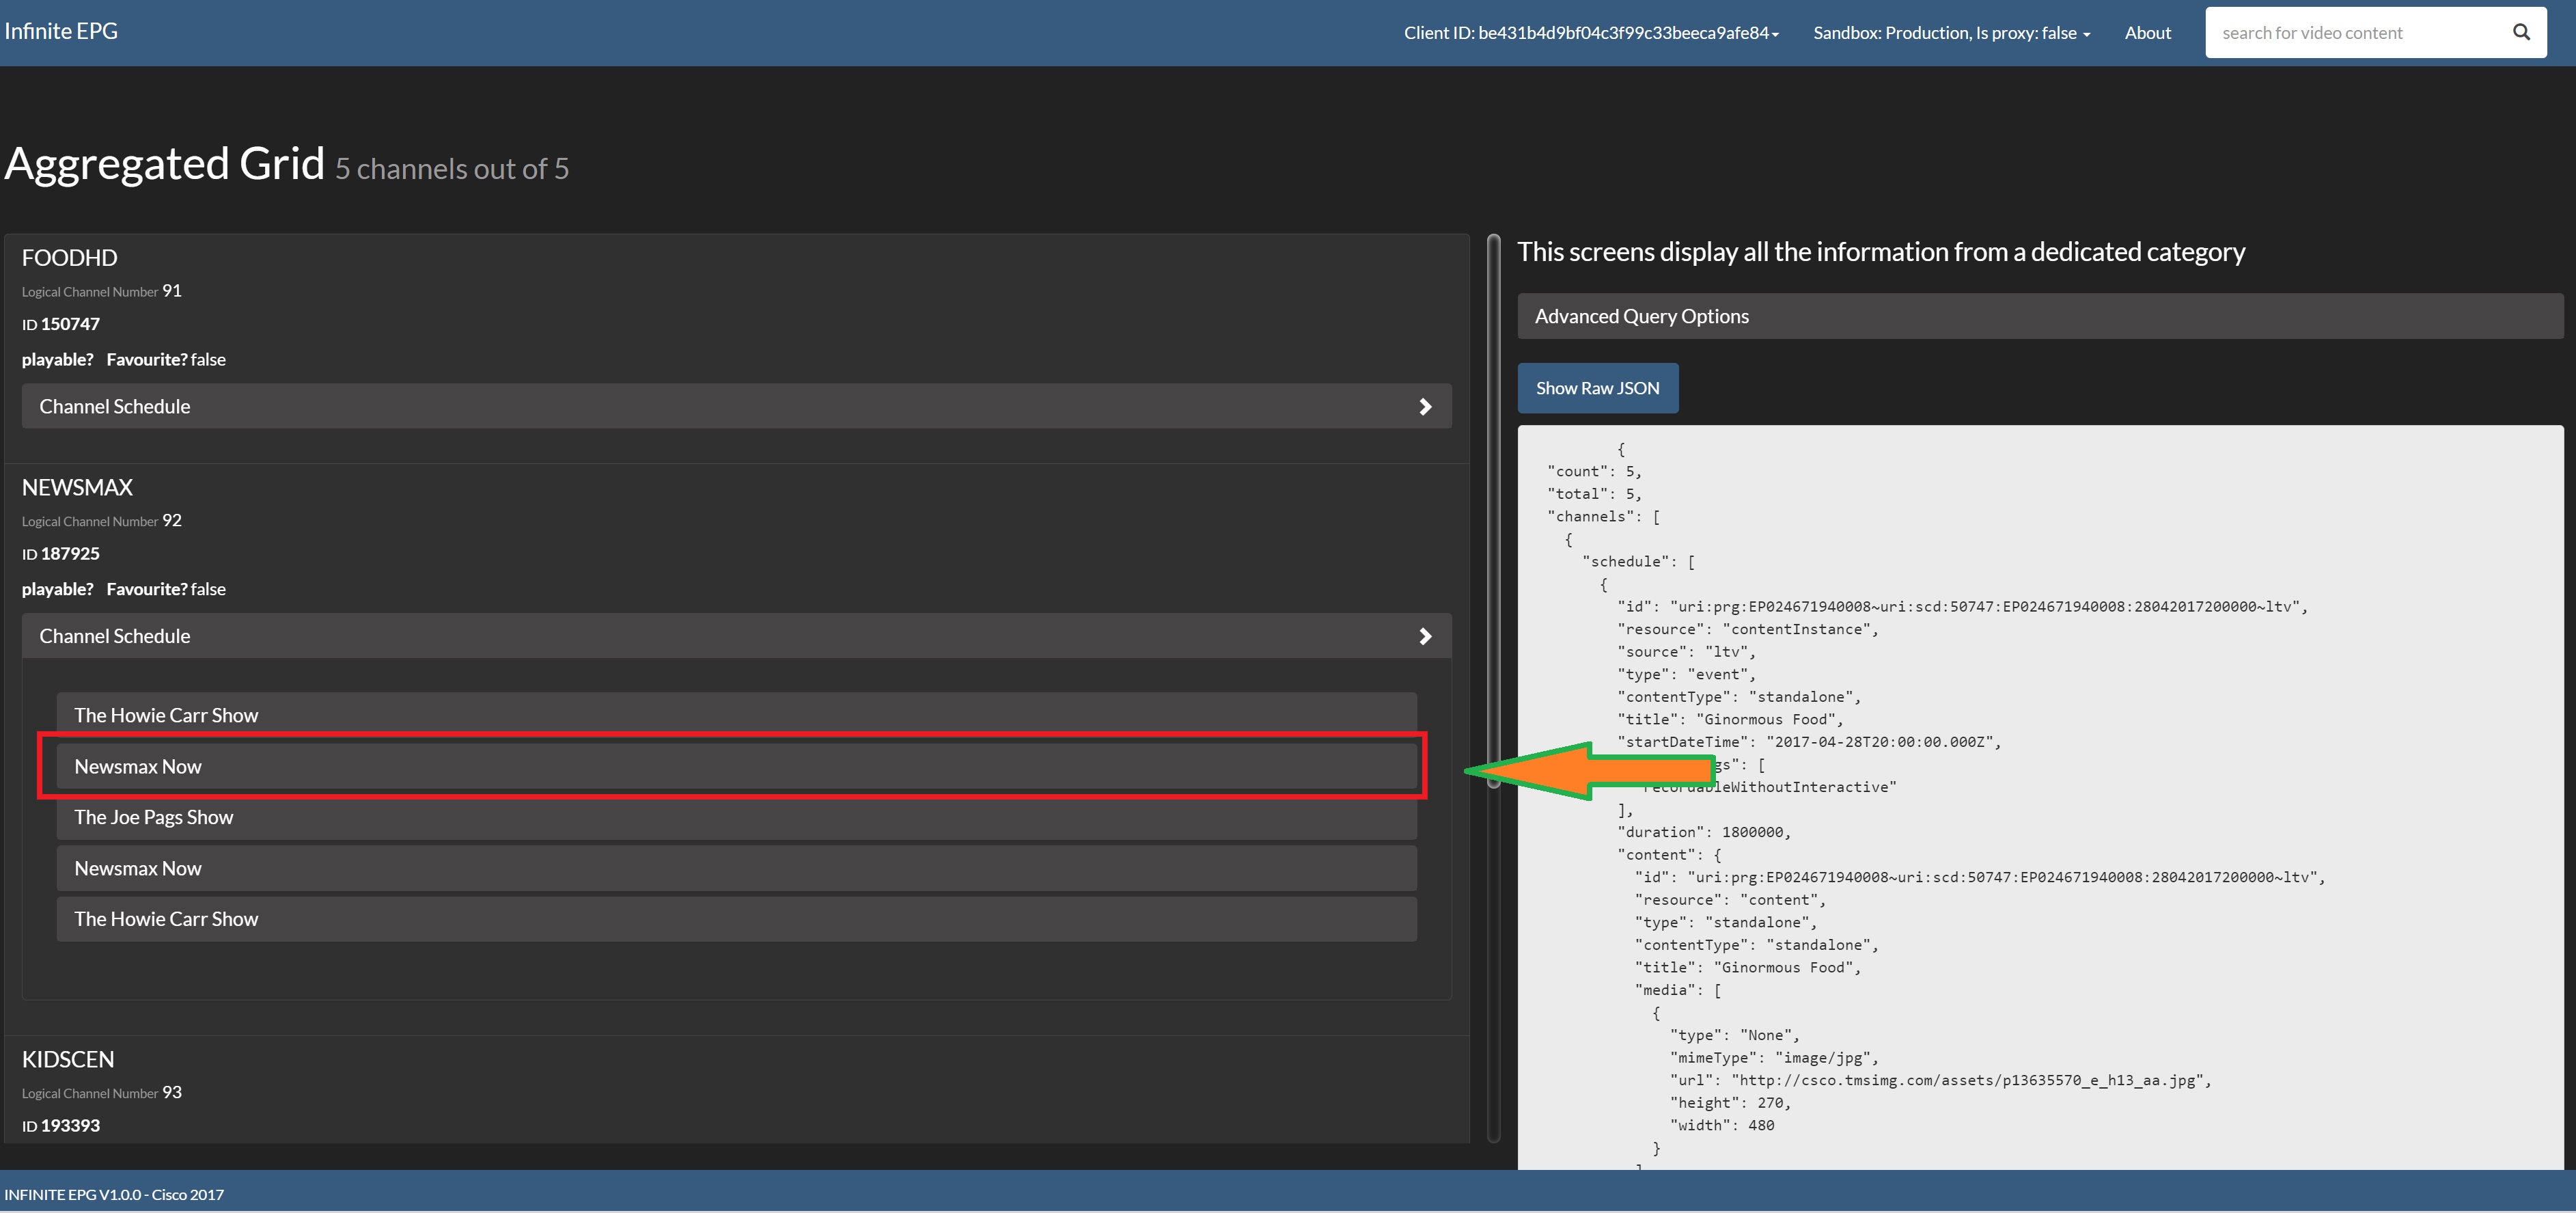 Infinite EPG
Client ID: be431b4d9bf04c3f99c33beeca9afe84
Sandbox: Production, Is proxy: false
About
search for video content
Aggregated Grid 5 channels out of 5
FOODHD
Logical Channel Number 91
ID 150747
playable? Favourite? false
Channel Schedule
NEWSMAX
Logical Channel Number 92
ID 187925
playable? Favourite? false
Channel Schedule
The Howie Carr Show
Newsmax Now
The Joe Pags Show
Newsmax Now
The Howie Carr Show
KIDSCEN
Logical Channel Number 93
ID 193393
This screens display all the information from a dedicated category
Advanced Query Options
Show Raw JSON
{
"count": 5,
"total": 5,
"channels": [
{
"schedule": [
{
"id": "uri:prg:EP024671940008~uri:scd:50747:EP024671940008:28042017200000~ltv",
"resource": "contentInstance",
"source": "ltv",
"type": "event",
"contentType": "standalone",
"title": "Ginormous Food",
"startDateTime": "2017-04-28T20:00:00.000Z",
gs": [
recordableWithoutInteractive"
],
"duration": 1800000,
"content": {
"id": "uri:prg:EP024671940008~uri:scd:50747:EP024671940008:28042017200000~ltv",
"resource": "content",
"type": "standalone",
"contentType": "standalone",
"title": "Ginormous Food",
"media": [
{
"type": "None",
"mimeType": "image/jpg",
"url": "http://csco.tmsimg.com/assets/p13635570_e_h13_aa.jpg",
"height": 270,
"width": 480
}
INFINITE EPG V1.0.0 - Cisco 2017